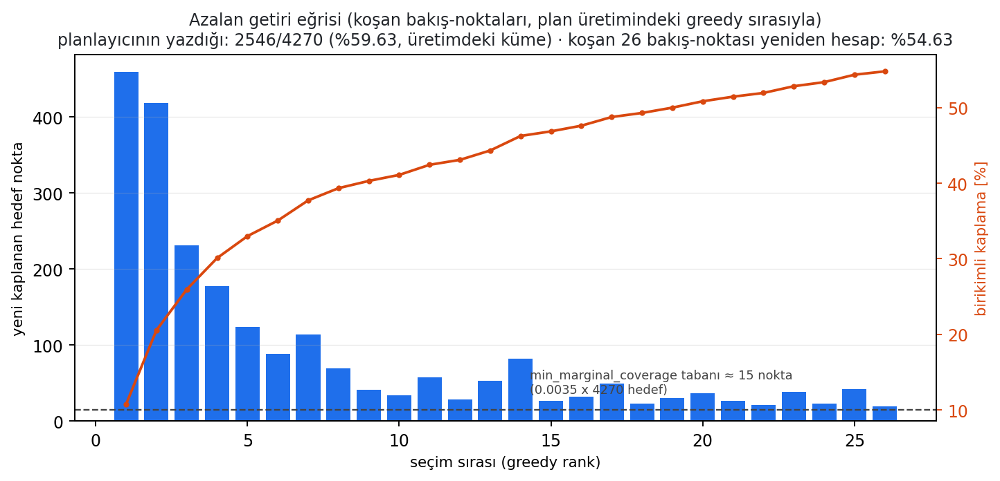 Azalan getiri eğrisi (koşan bakış-noktaları, plan üretimindeki greedy sırasıyla)
planlayıcının yazdığı: 2546/4270 (%59.63, üretimdeki küme) · koşan 26 bakış-noktası yeniden hesap: %54.63
yeni kaplanan hedef nokta
400
300
200
100
0
min_marginal_coverage tabanı ≈ 15 nokta
(0.0035 x 4270 hedef)
50
40
30
20
10
birikimli kaplama [%]
0
5
10
15
20
25
seçim sırası (greedy rank)